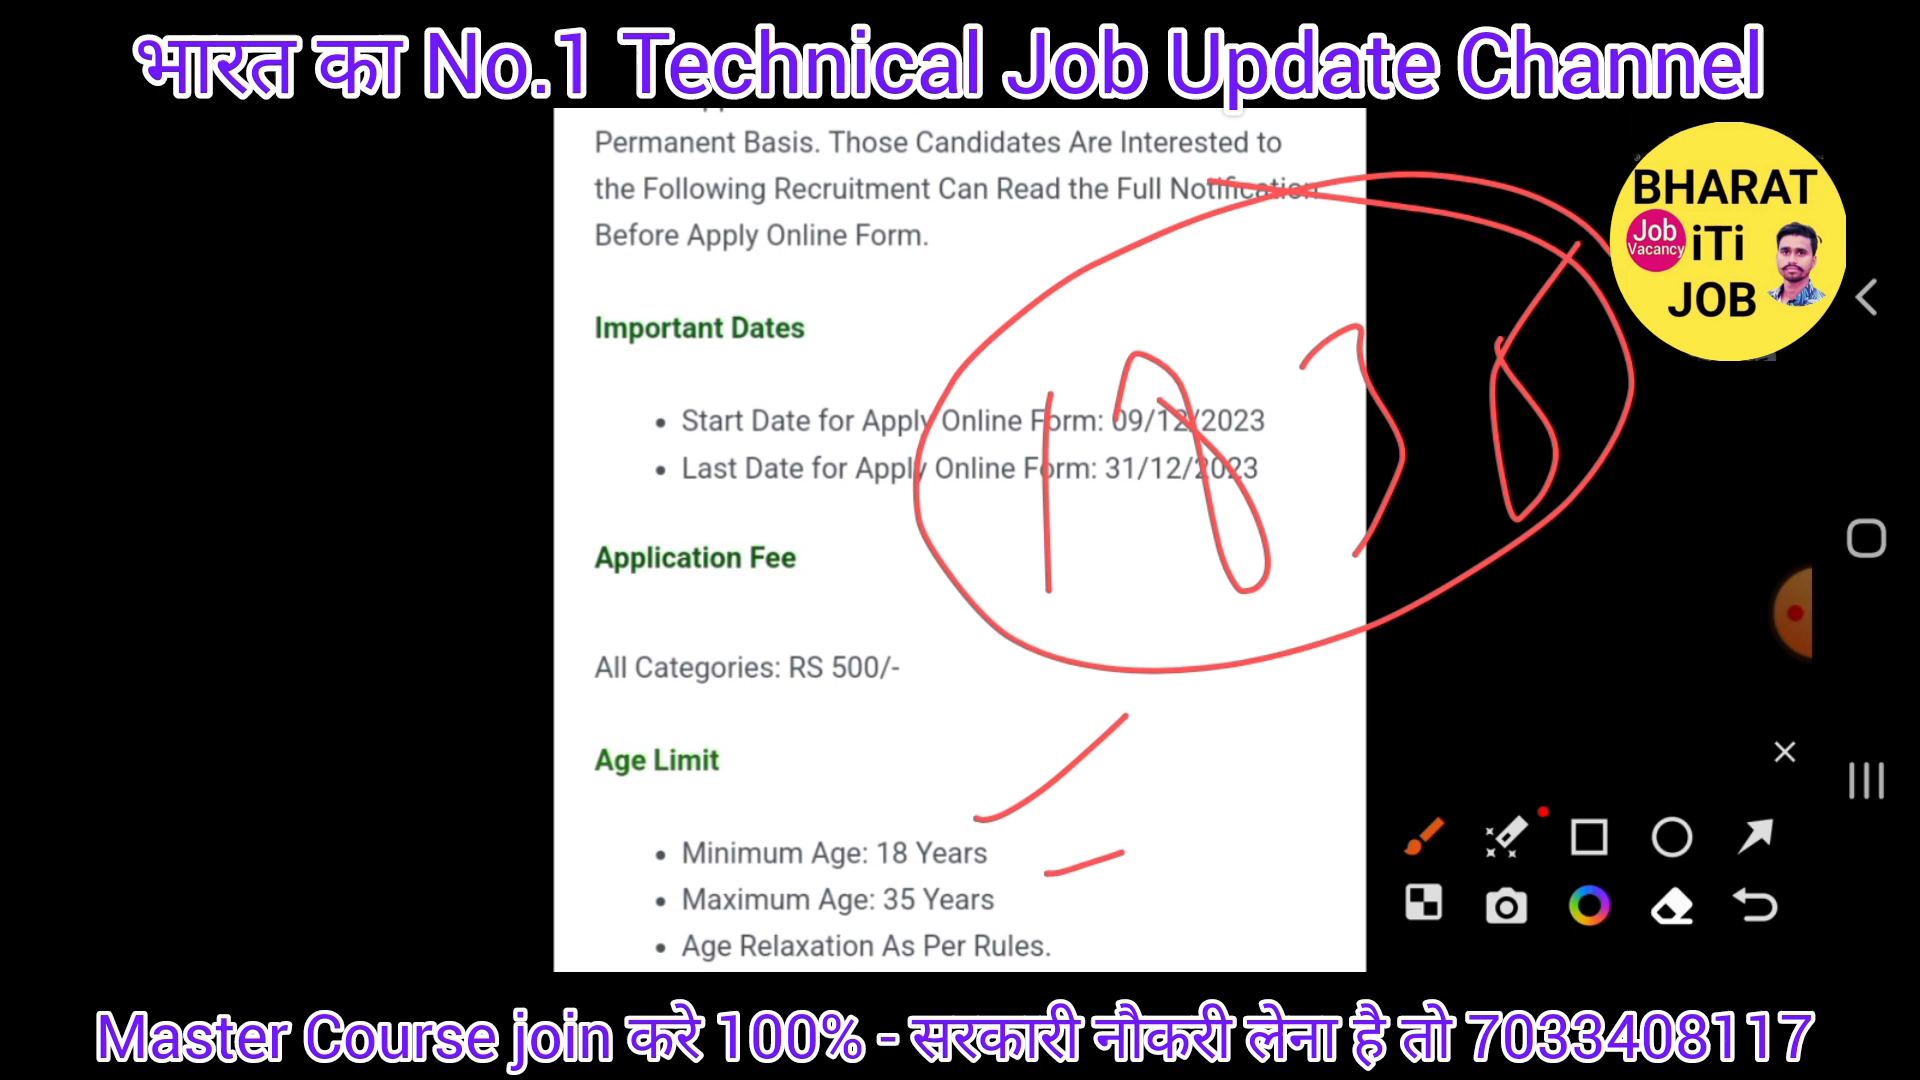 भारत का No.1 Technical Job Update Channel
Permanent Basis. Those Candidates Are Interested to
the Following Recruitment Can Read the Full Notification
Before Apply Online Form.
BHARAT
Job
Vacancy
iTi
JOB
Important Dates
Start Date for Apply Online Form: 09/12/2023
Last Date for Apply Online Form: 31/12/2023
Application Fee
All Categories: RS 500/-
Age Limit
Minimum Age: 18 Years
Maximum Age: 35 Years
Age Relaxation As Per Rules.
Master Course join करे 100% - सरकारी नौकरी लेना है तो 7033408117